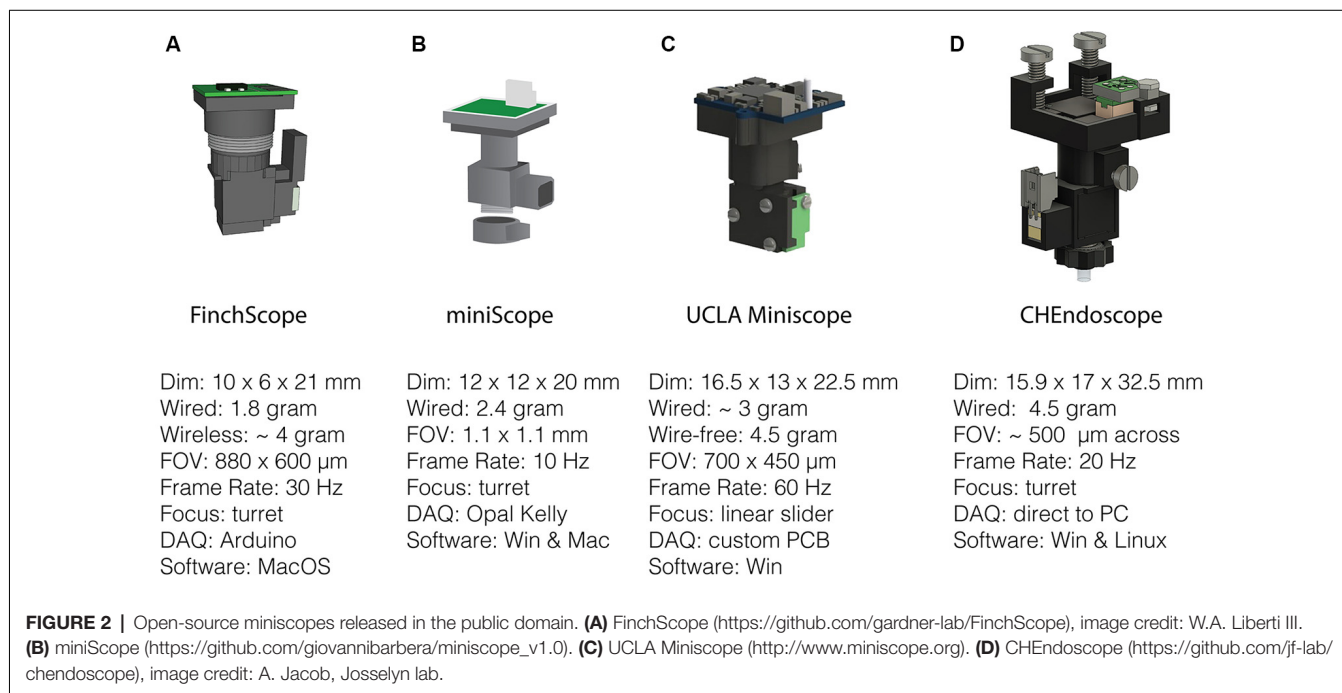 A
B
C
D
FinchScope
miniScope
UCLA Miniscope
CHEndoscope
Dim: 10 x 6 x 21 mm
Wired: 1.8 gram
Wireless: ~ 4 gram
FOV: 880 x 600 µm
Frame Rate: 30 Hz
Focus: turret
DAQ: Arduino
Software: MacOS
Dim: 12 x 12 x 20 mm
Wired: 2.4 gram
FOV: 1.1 x 1.1 mm
Frame Rate: 10 Hz
Focus: turret
DAQ: Opal Kelly
Software: Win & Mac
Dim: 16.5 x 13 x 22.5 mm
Wired: ~ 3 gram
Wire-free: 4.5 gram
FOV: 700 x 450 µm
Frame Rate: 60 Hz
Focus: linear slider
DAQ: custom PCB
Software: Win
Dim: 15.9 x 17 x 32.5 mm
Wired: 4.5 gram
FOV: ~ 500 µm across
Frame Rate: 20 Hz
Focus: turret
DAQ: direct to PC
Software: Win & Linux
FIGURE 2 | Open-source miniscopes released in the public domain. (A) FinchScope (https://github.com/gardner-lab/FinchScope), image credit: W.A. Liberti III.
(B) miniScope (https://github.com/giovannibarbera/miniscope_v1.0). (C) UCLA Miniscope (http://www.miniscope.org). (D) CHEndoscope (https://github.com/jf-lab/
chendoscope), image credit: A. Jacob, Josselyn lab.